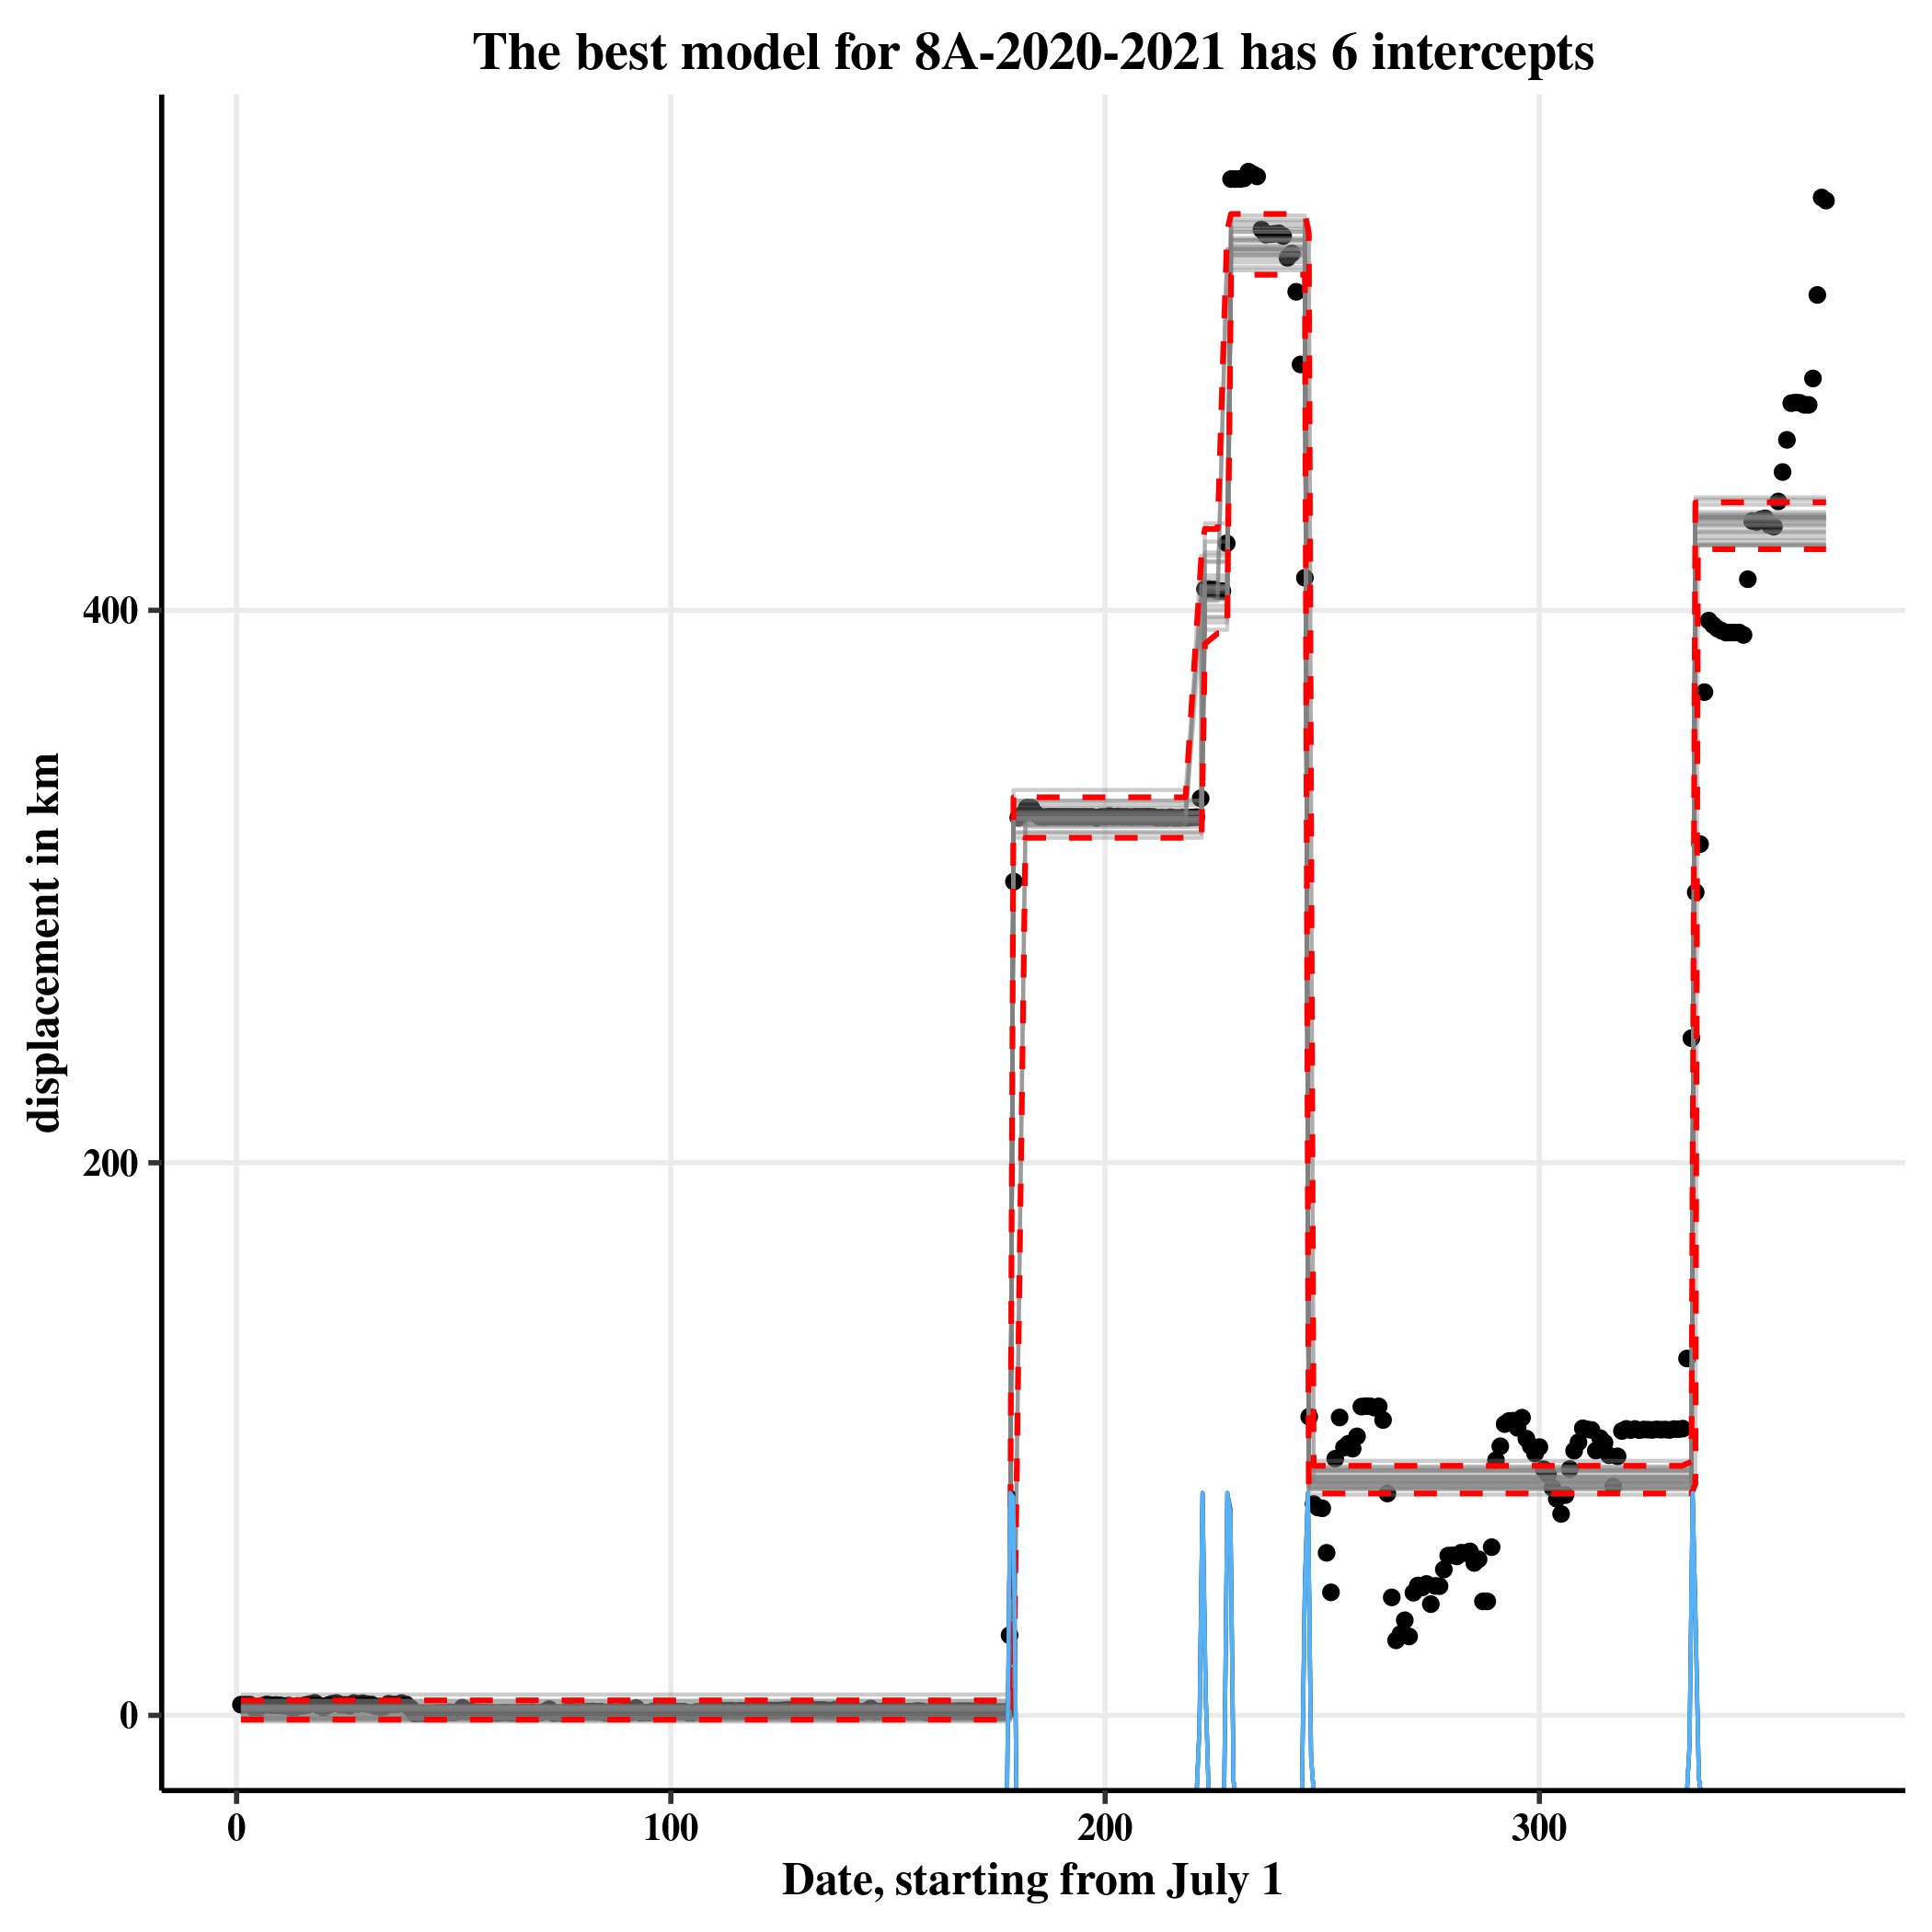 The best model for 8A-2020-2021 has 6 intercepts
displacement in km
400
200
0
0 100 200 300
Date, starting from July 1